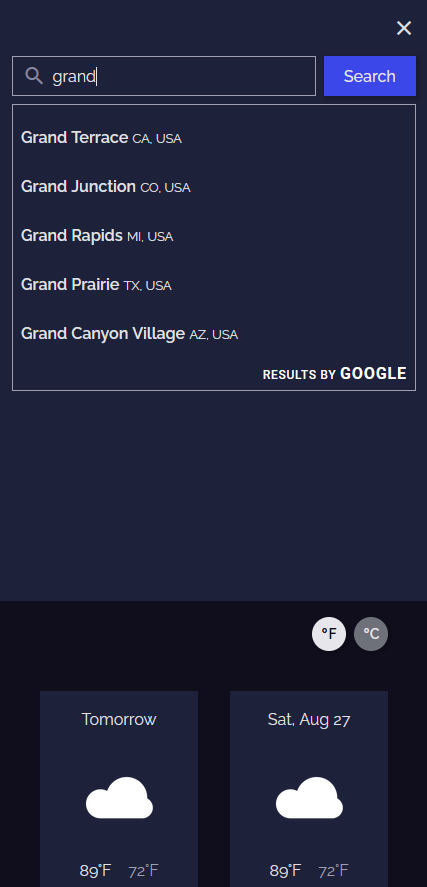 grand
Search
Grand Terrace CA, USA
Grand Junction CO, USA
Grand Rapids MI, USA
Grand Prairie TX, USA
Grand Canyon Village AZ, USA
RESULTS BY GOOGLE
°F °C
Tomorrow
Sat, Aug 27
89°F 72°F
89°F 72°F